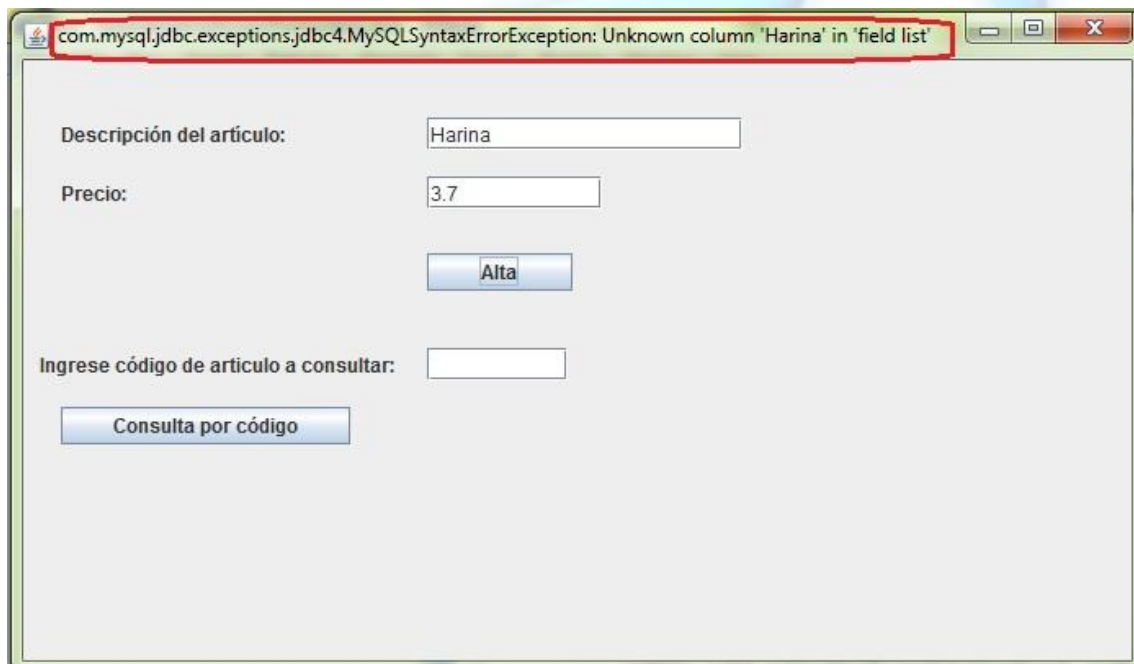 com.mysql.jdbc.exceptions.jdbc4.MySQLSyntaxErrorException: Unknown column 'Harina' in 'field list'
Descripción del artículo: Harina
Precio: 3.7
Alta
Ingrese código de articulo a consultar:
Consulta por código